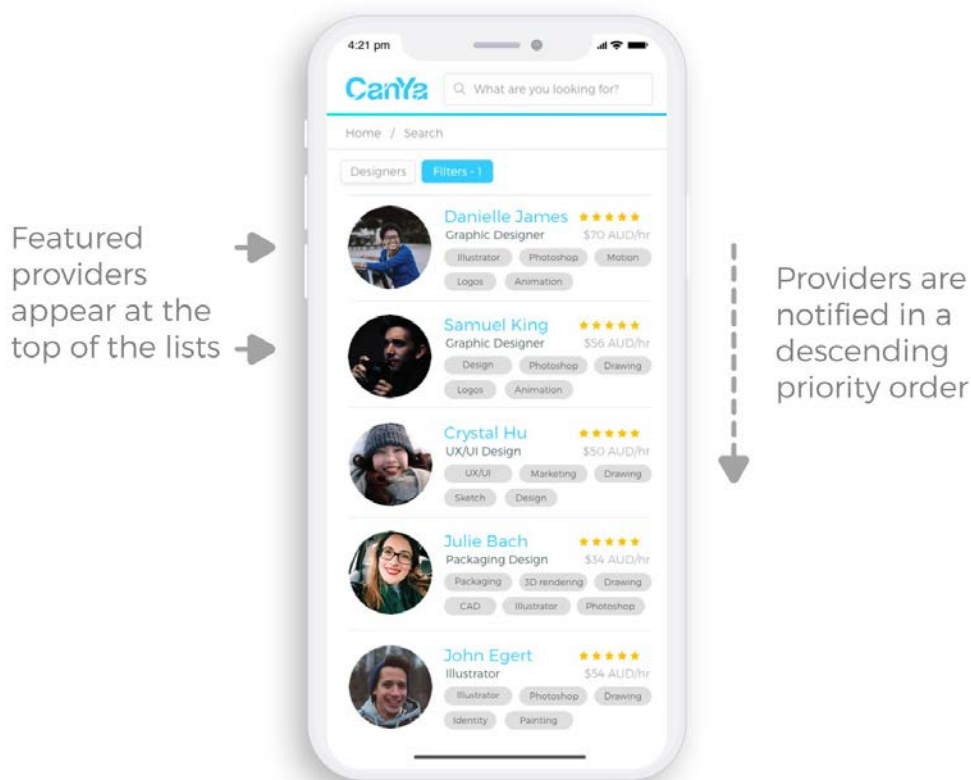 4:21 pm
CanYa
What are you looking for?
Home / Search
Designers Filters - 1
Featured
providers
appear at the
top of the lists
Danielle James
Graphic Designer $70 AUD/hr
Illustrator Photoshop Motion
Logos Animation
Samuel King
Graphic Designer $56 AUD/hr
Design Photoshop Drawing
Logos Animation
Crystal Hu
UX/UI Design $50 AUD/hr
UX/UI Marketing Drawing
Sketch Design
Julie Bach
Packaging Design $34 AUD/hr
Packaging 3D rendering Drawing
CAD Illustrator Photoshop
John Egert
Illustrator $54 AUD/hr
Illustrator Photoshop Drawing
Identity Painting
Providers are
notified in a
descending
priority order